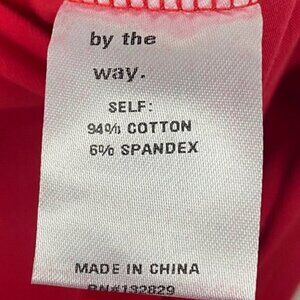 by the
way.
SELF:
94% COTTON
6% SPANDEX
MADE IN CHINA
RN#132829